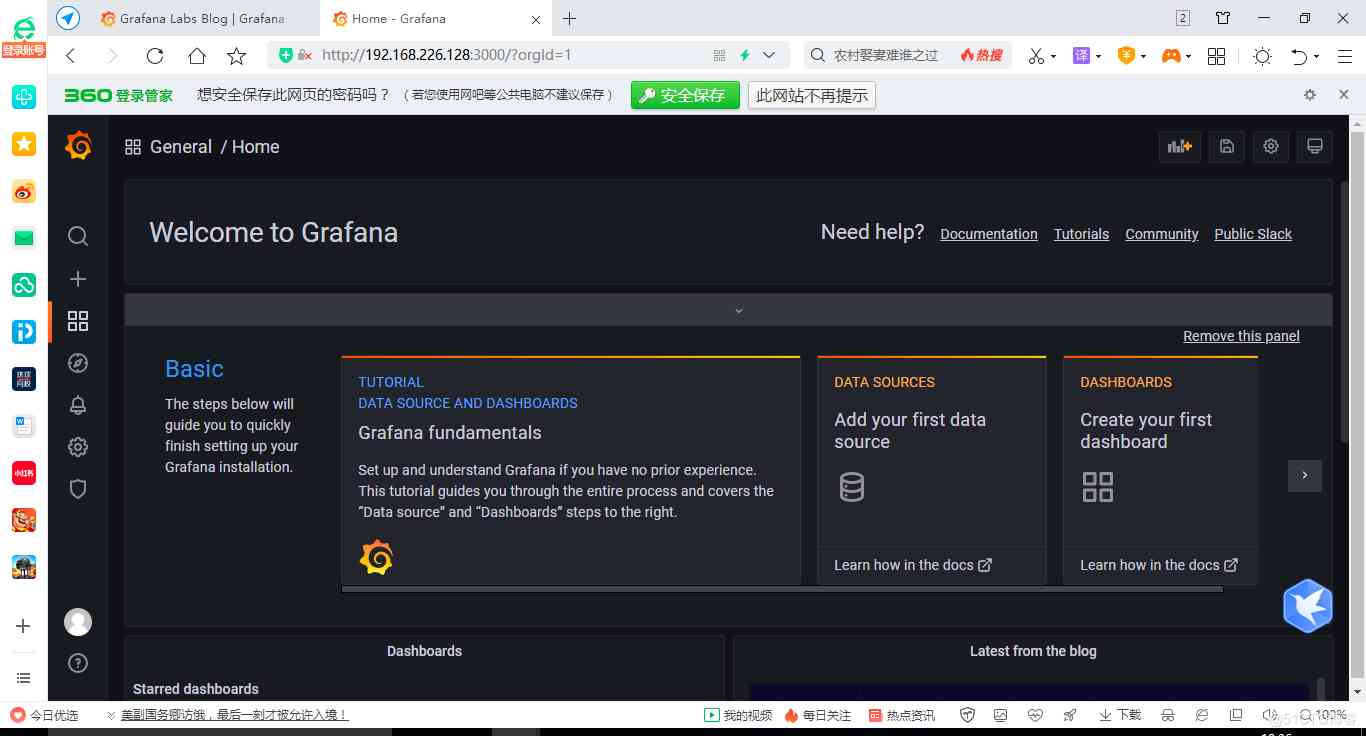 登录账号
Grafana Labs Blog | Grafana
Home - Grafana
2
http://192.168.226.128:3000/?orgId=1
农村娶妻难难谁之过
热搜
译
360 登录管家
想安全保存此网页的密码吗？
（若您使用网吧等公共电脑不建议保存）
安全保存
此网站不再提示
General / Home
Welcome to Grafana
Need help?
Documentation
Tutorials
Community
Public Slack
Remove this panel
Basic
The steps below will
guide you to quickly
finish setting up your
Grafana installation.
TUTORIAL
DATA SOURCE AND DASHBOARDS
Grafana fundamentals
Set up and understand Grafana if you have no prior experience.
This tutorial guides you through the entire process and covers the
“Data source” and “Dashboards” steps to the right.
DATA SOURCES
Add your first data
source
Learn how in the docs
DASHBOARDS
Create your first
dashboard
Learn how in the docs
小红书
Dashboards
Starred dashboards
Latest from the blog
今日优选
美副国务卿访俄，最后一刻才被允许入境！
我的视频
每日关注
热点资讯
下载
100%